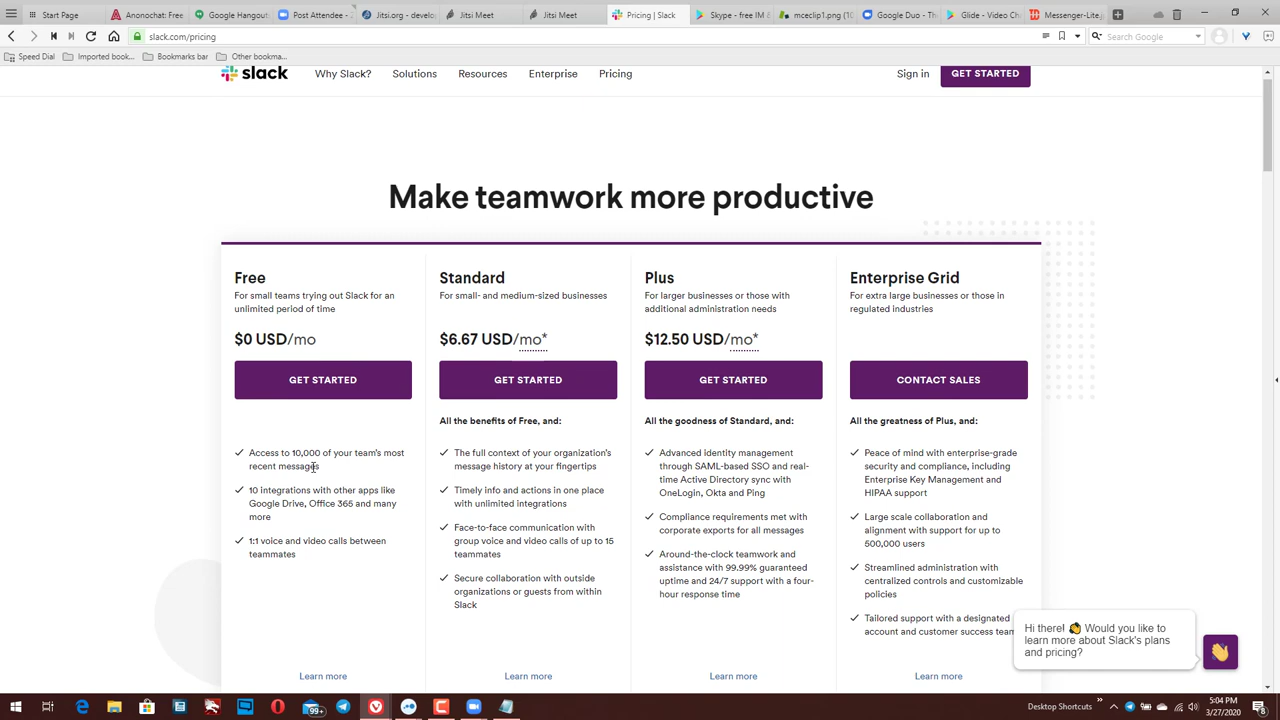 Start Page
Anonchat: Free
Google Hangout
Download - Zo
Jitsi.org - develo
Jitsi Meet
Jitsi Meet
Pricing | Slack
Skype - free IM &
mceclip1.png (10
Google Duo
Glide - Video Ch
Messenger-Lite
slack.com/pricing
Search Google
Speed Dial
Imported book...
Bookmarks bar
Other bookma...
slack
Why Slack?
Solutions
Resources
Enterprise
Pricing
Sign in
GET STARTED
Make teamwork more productive
Free
For small teams trying out Slack for an
unlimited period of time
$0 USD/mo
GET STARTED
Access to 10,000 of your team's most
recent messages
10 integrations with other apps like
Google Drive, Office 365 and many
more
1:1 voice and video calls between
teammates
Learn more
Standard
For small- and medium-sized businesses
$6.67 USD/mo*
GET STARTED
All the benefits of Free, and:
The full context of your organization's
message history at your fingertips
Timely info and actions in one place
with unlimited integrations
Face-to-face communication with
group voice and video calls of up to 15
teammates
Secure collaboration with outside
organizations or guests from within
Slack
Learn more
Plus
For larger businesses or those with
additional administration needs
$12.50 USD/mo*
GET STARTED
All the goodness of Standard, and:
Advanced identity management
through SAML-based SSO and real-
time Active Directory sync with
OneLogin, Okta and Ping
Compliance requirements met with
corporate exports for all messages
Around-the-clock teamwork and
assistance with 99.99% guaranteed
uptime and 24/7 support with a four-
hour response time
Learn more
Enterprise Grid
For extra large businesses or those in
regulated industries
CONTACT SALES
All the greatness of Plus, and:
Peace of mind with enterprise-grade
security and compliance, including
Enterprise Key Management and
HIPAA support
Large scale collaboration and
alignment with support for up to
500,000 users
Streamlined administration with
centralized controls and customizable
policies
Tailored support with a designated
account and customer success team
Learn more
Hi there! 👋 Would you like to
learn more about Slack's plans
and pricing?
99+
Desktop Shortcuts
5:04 PM
3/27/2020
8